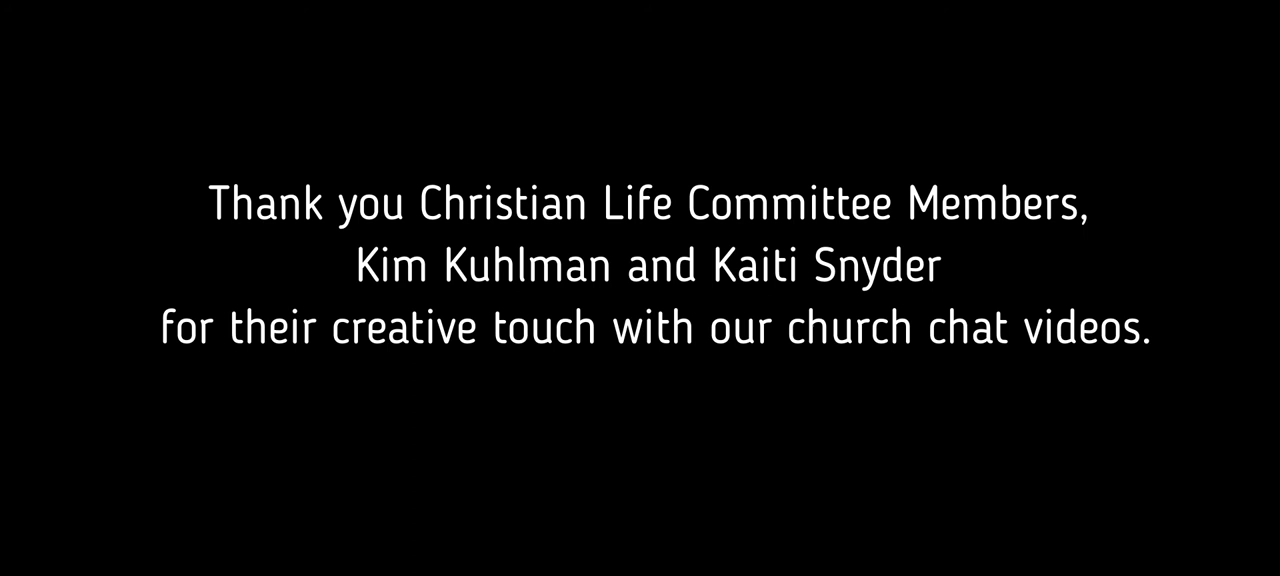 Thank you Christian Life Committee Members,
Kim Kuhlman and Kaiti Snyder
for their creative touch with our church chat videos.